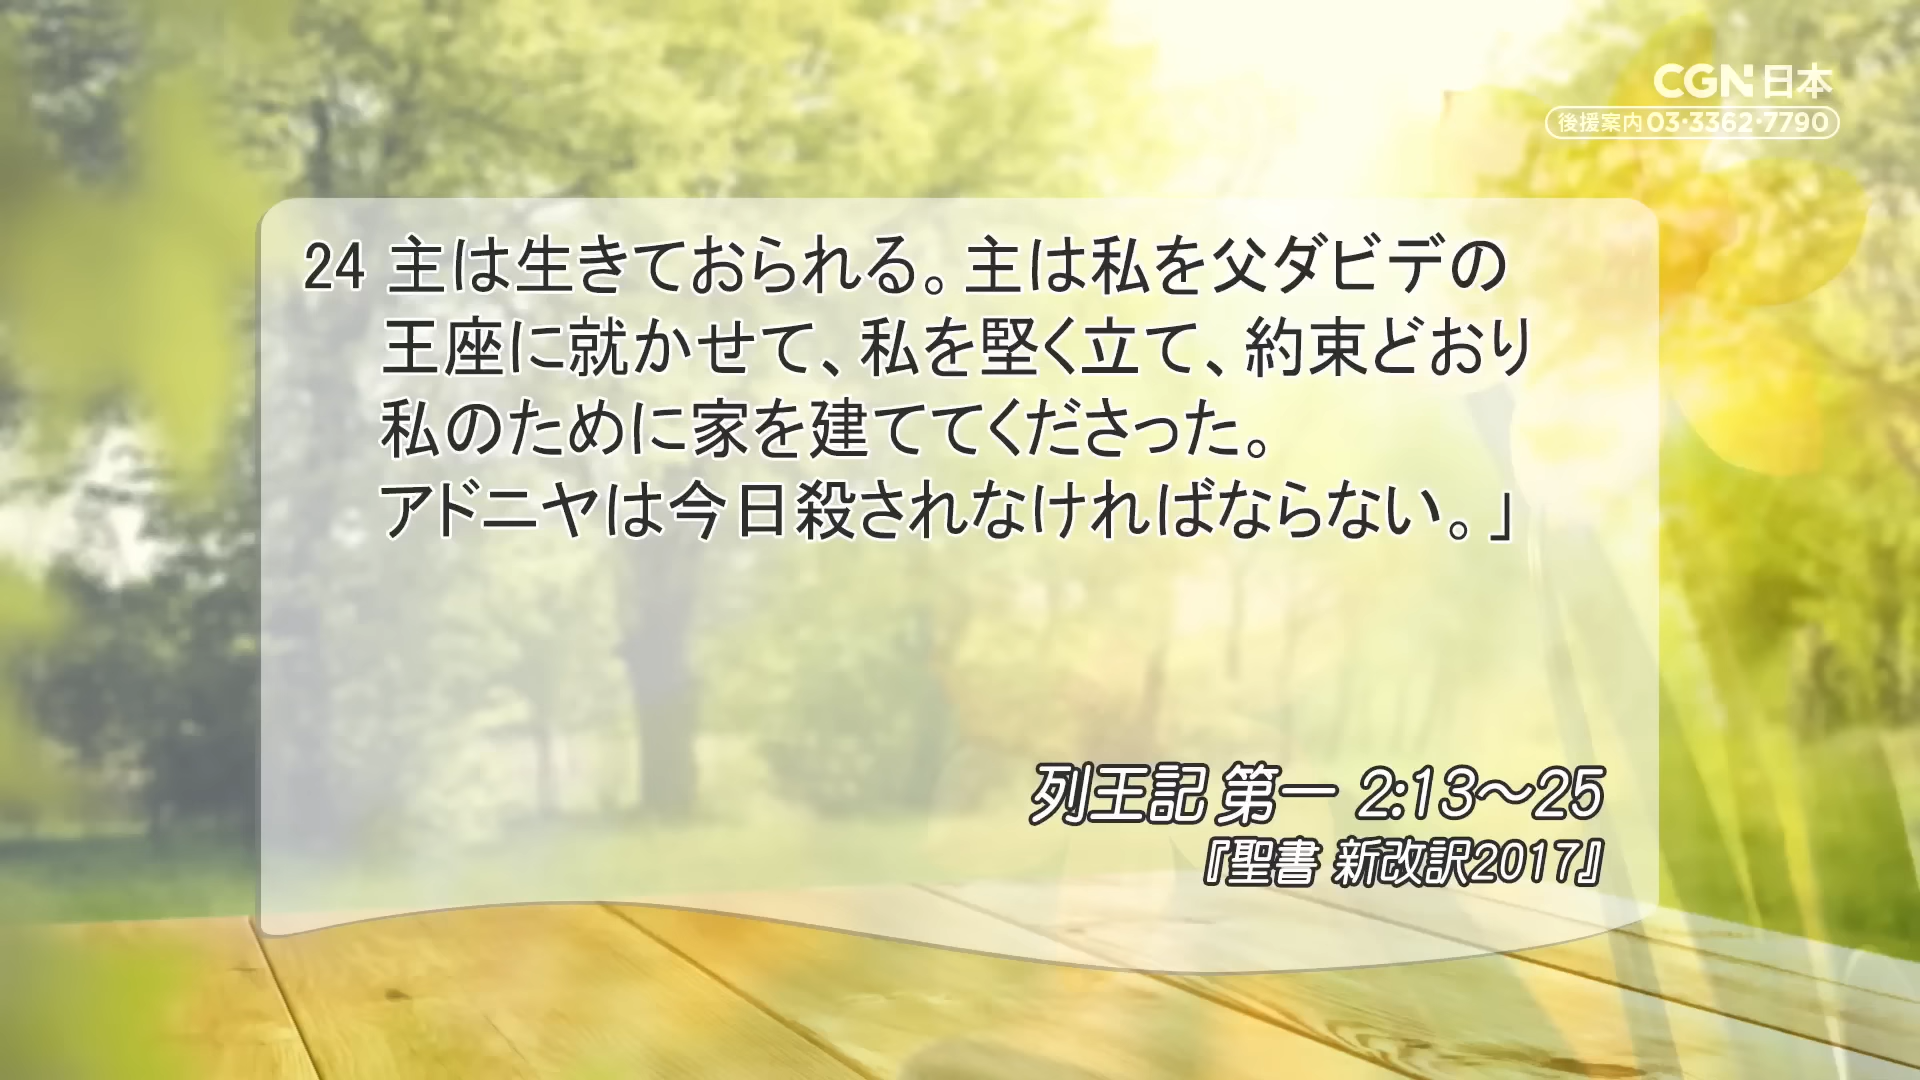 CGN日本
後援案内 03・3362・7790
24 主は生きておられる。主は私を父ダビデの
王座に就かせて、私を堅く立て、約束どおり
私のために家を建ててくださった。
アドニヤは今日殺されなければならない。」
列王記 第一 2:13～25
『聖書 新改訳2017』